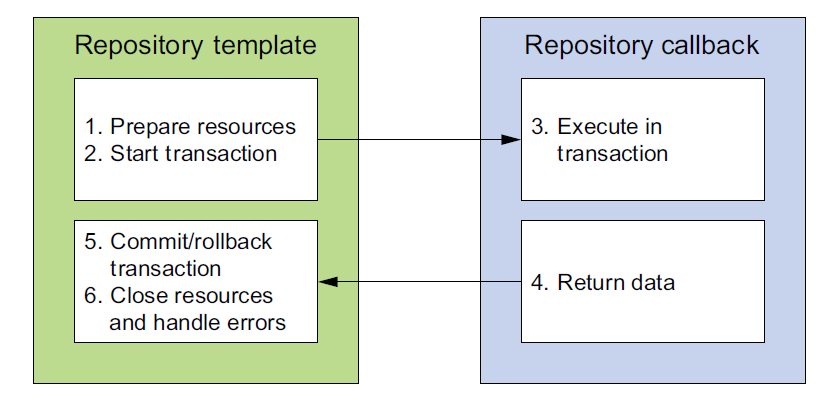 Repository template
1. Prepare resources
2. Start transaction
5. Commit/rollback
transaction
6. Close resources
and handle errors
Repository callback
3. Execute in
transaction
4. Return data